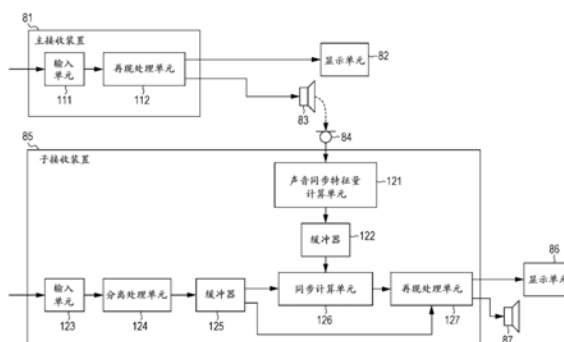 81
主接收装置
输入
单元
111
再现处理单元
112
显示单元
82
83
84
85
子接收装置
声音同步特征量
计算单元
121
缓冲器
122
输入
单元
123
分离处理单元
124
缓冲器
125
同步计算单元
126
再现处理单元
127
86
显示单元
87